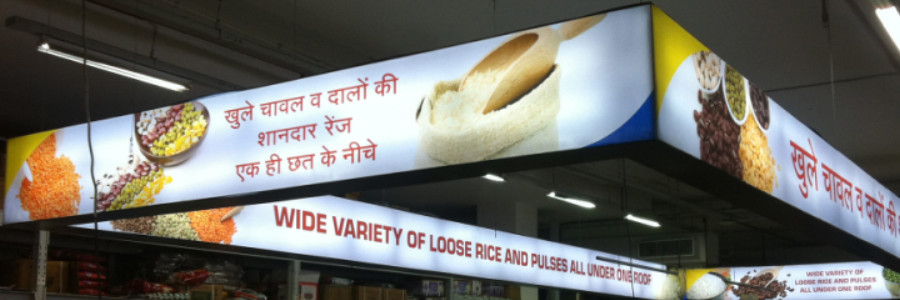 खुले चावल व दालों की
शानदार रेंज
एक ही छत के नीचे
खुले चावल व दालों की
WIDE VARIETY OF LOOSE RICE AND PULSES ALL UNDER ONE ROOF
WIDE VARIETY OF
LOOSE RICE AND PULSES
ALL UNDER ONE ROOF